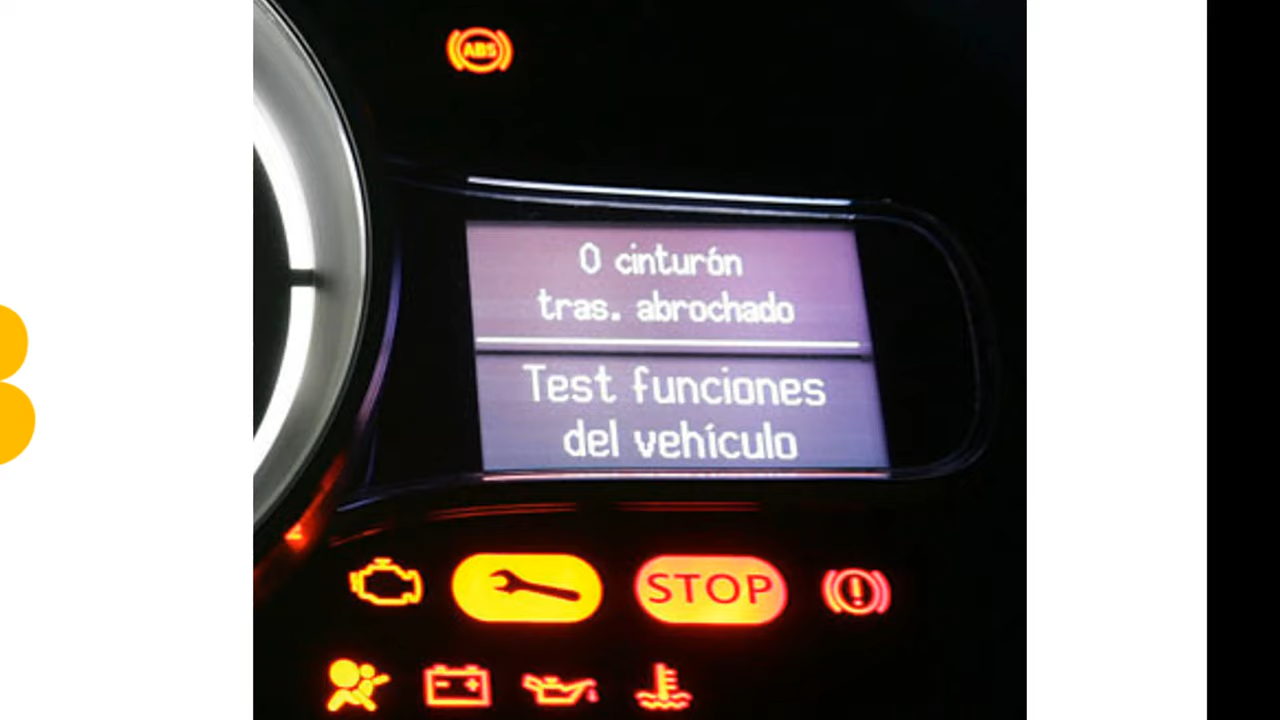 ABS
0 cinturón
tras. abrochado
Test funciones
del vehículo
STOP